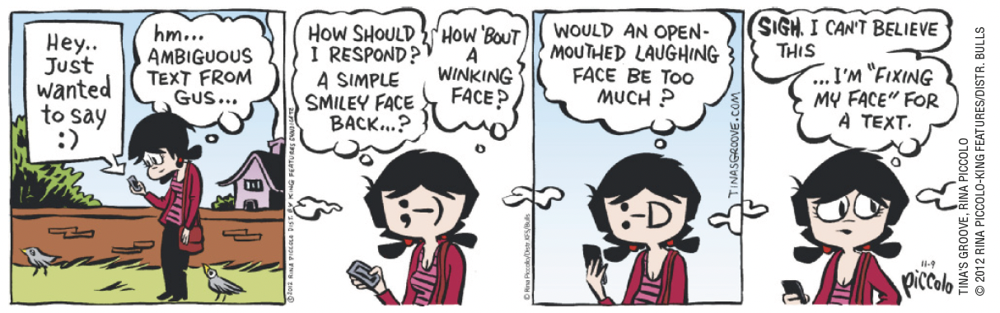 Hey..
Just
wanted
to say
:)
hm...
AMBIGUOUS
TEXT FROM
GUS...
©2012 RINA PICCOLO DIST. BY KING FEATURES SYNDICATE
HOW SHOULD
I RESPOND?
A SIMPLE
SMILEY FACE
BACK...?
HOW 'BOUT
A
WINKING
FACE?
;-)
© Rina Piccolo/Distr. KFS/Bulls
WOULD AN OPEN-
MOUTHED LAUGHING
FACE BE TOO
MUCH?
:-D
TINASGROOVE.COM
SIGH. I CAN'T BELIEVE
THIS
...I'M "FIXING
MY FACE" FOR
A TEXT.
11-9
PiCCOLO
TINA'S GROOVE, RINA PICCOLO
© 2012 RINA PICCOLO-KING FEATURES/DISTR. BULLS